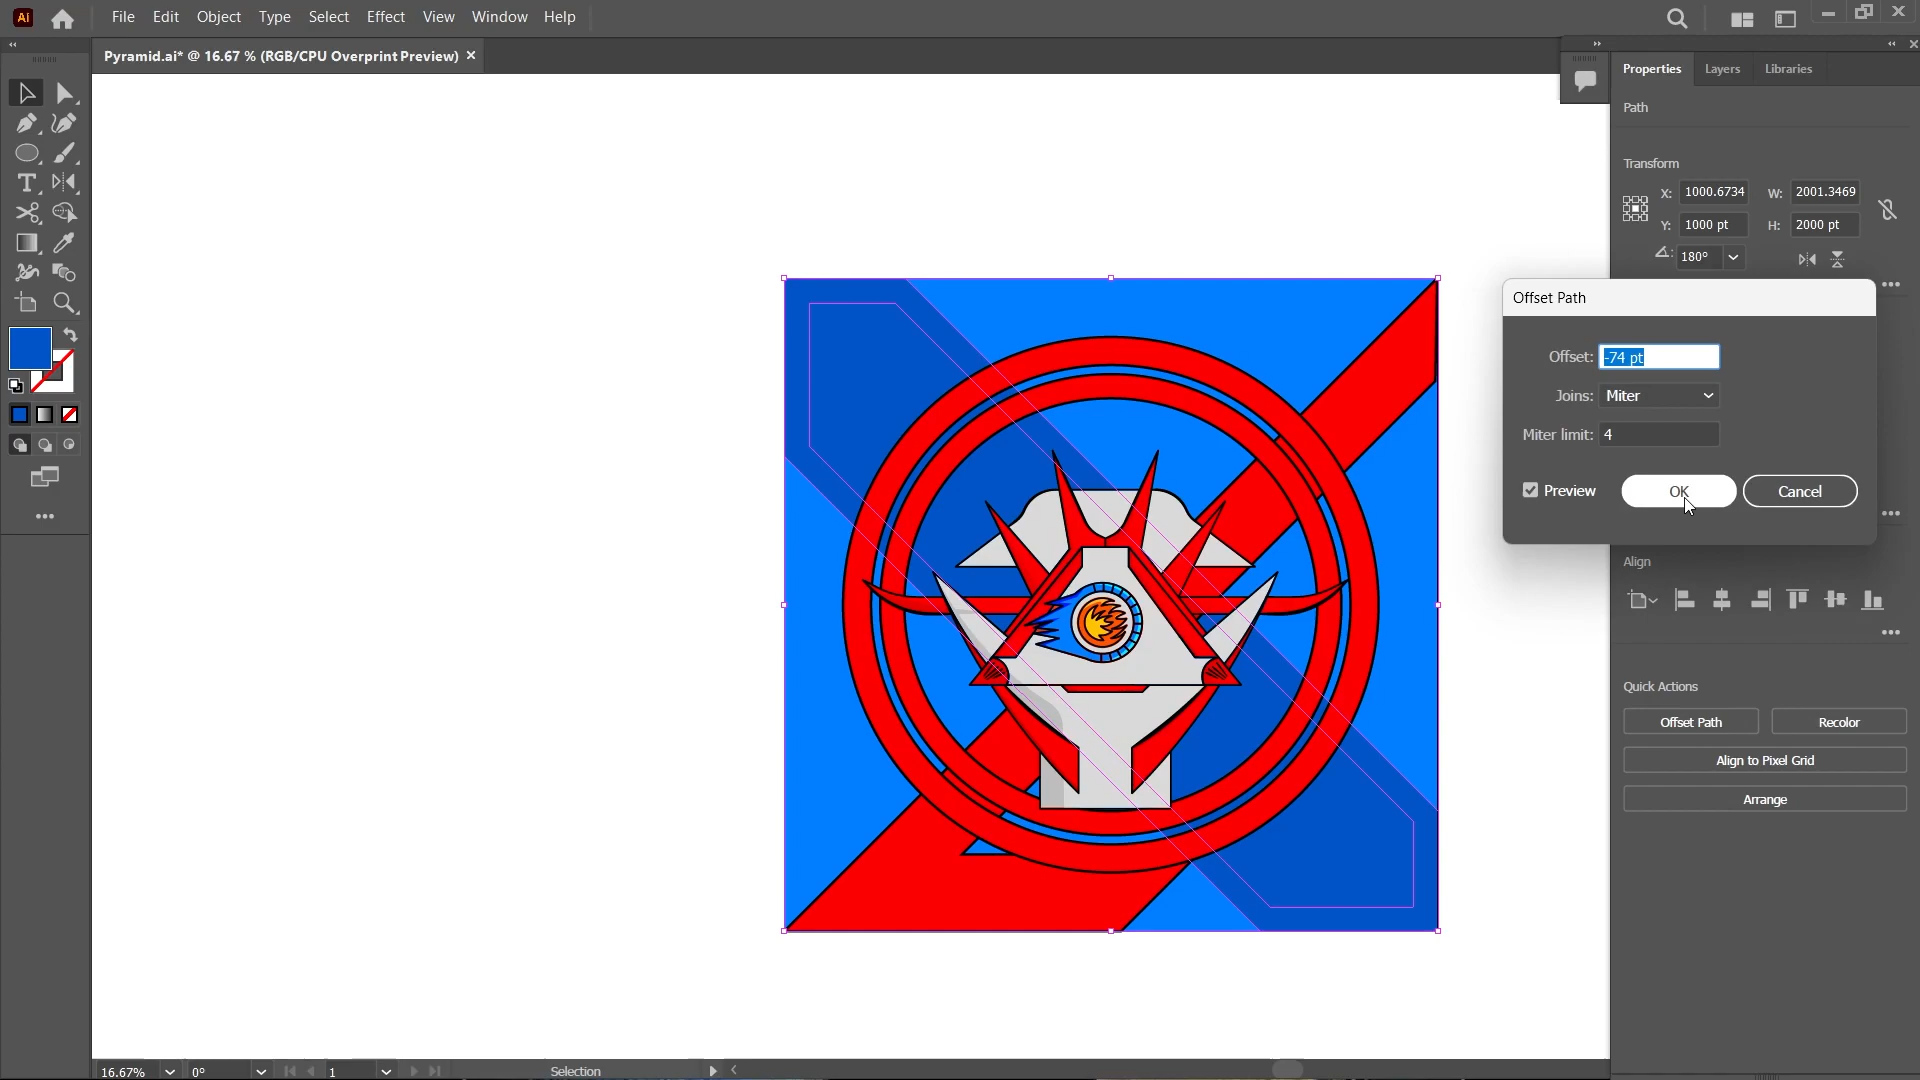 Ai File Edit Object Type Select Effect View Window Help
Pyramid.ai* @ 16.67 % (RGB/CPU Overprint Preview) ×
Properties Layers Libraries
Path
Transform
X: 1000.6734 W: 2001.3469
Y: 1000 pt H: 2000 pt
180°
Offset Path
Offset: -74 pt
Joins: Miter
Miter limit: 4
Preview OK Cancel
Align
Quick Actions
Offset Path Recolor
Align to Pixel Grid
Arrange
16.67% 0° 1 Selection